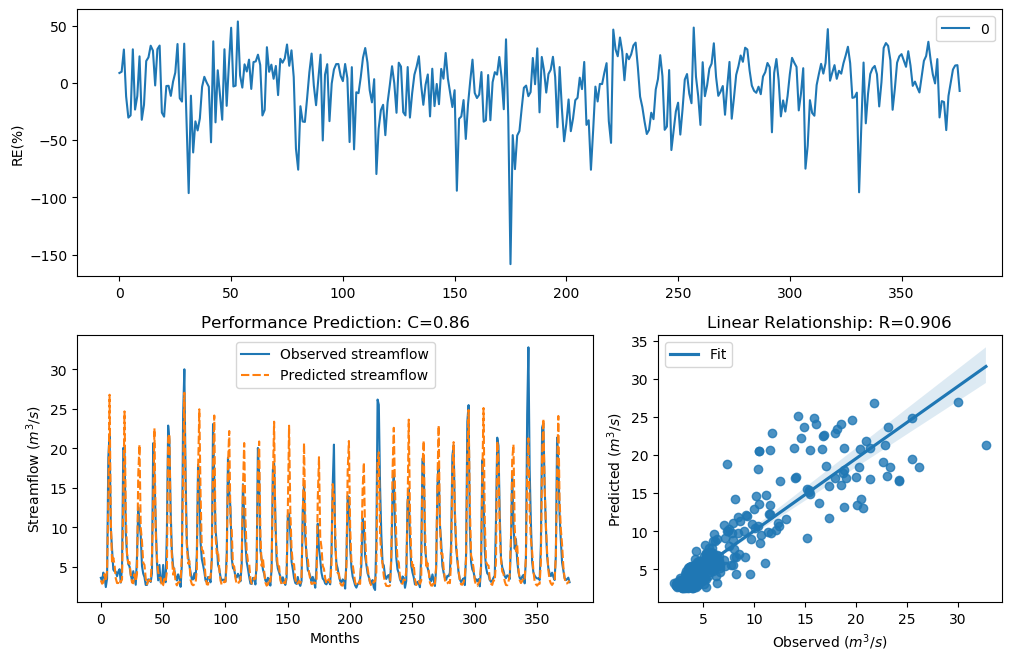 50
0
−50
−100
−150
RE(%)
0
0 50 100 150 200 250 300 350
Performance Prediction: C=0.86
Observed streamflow
Predicted streamflow
30
25
20
15
10
5
Streamflow (m³/s)
0 50 100 150 200 250 300 350
Months
Linear Relationship: R=0.906
Fit
35
30
25
20
15
10
5
Predicted (m³/s)
5 10 15 20 25 30
Observed (m³/s)